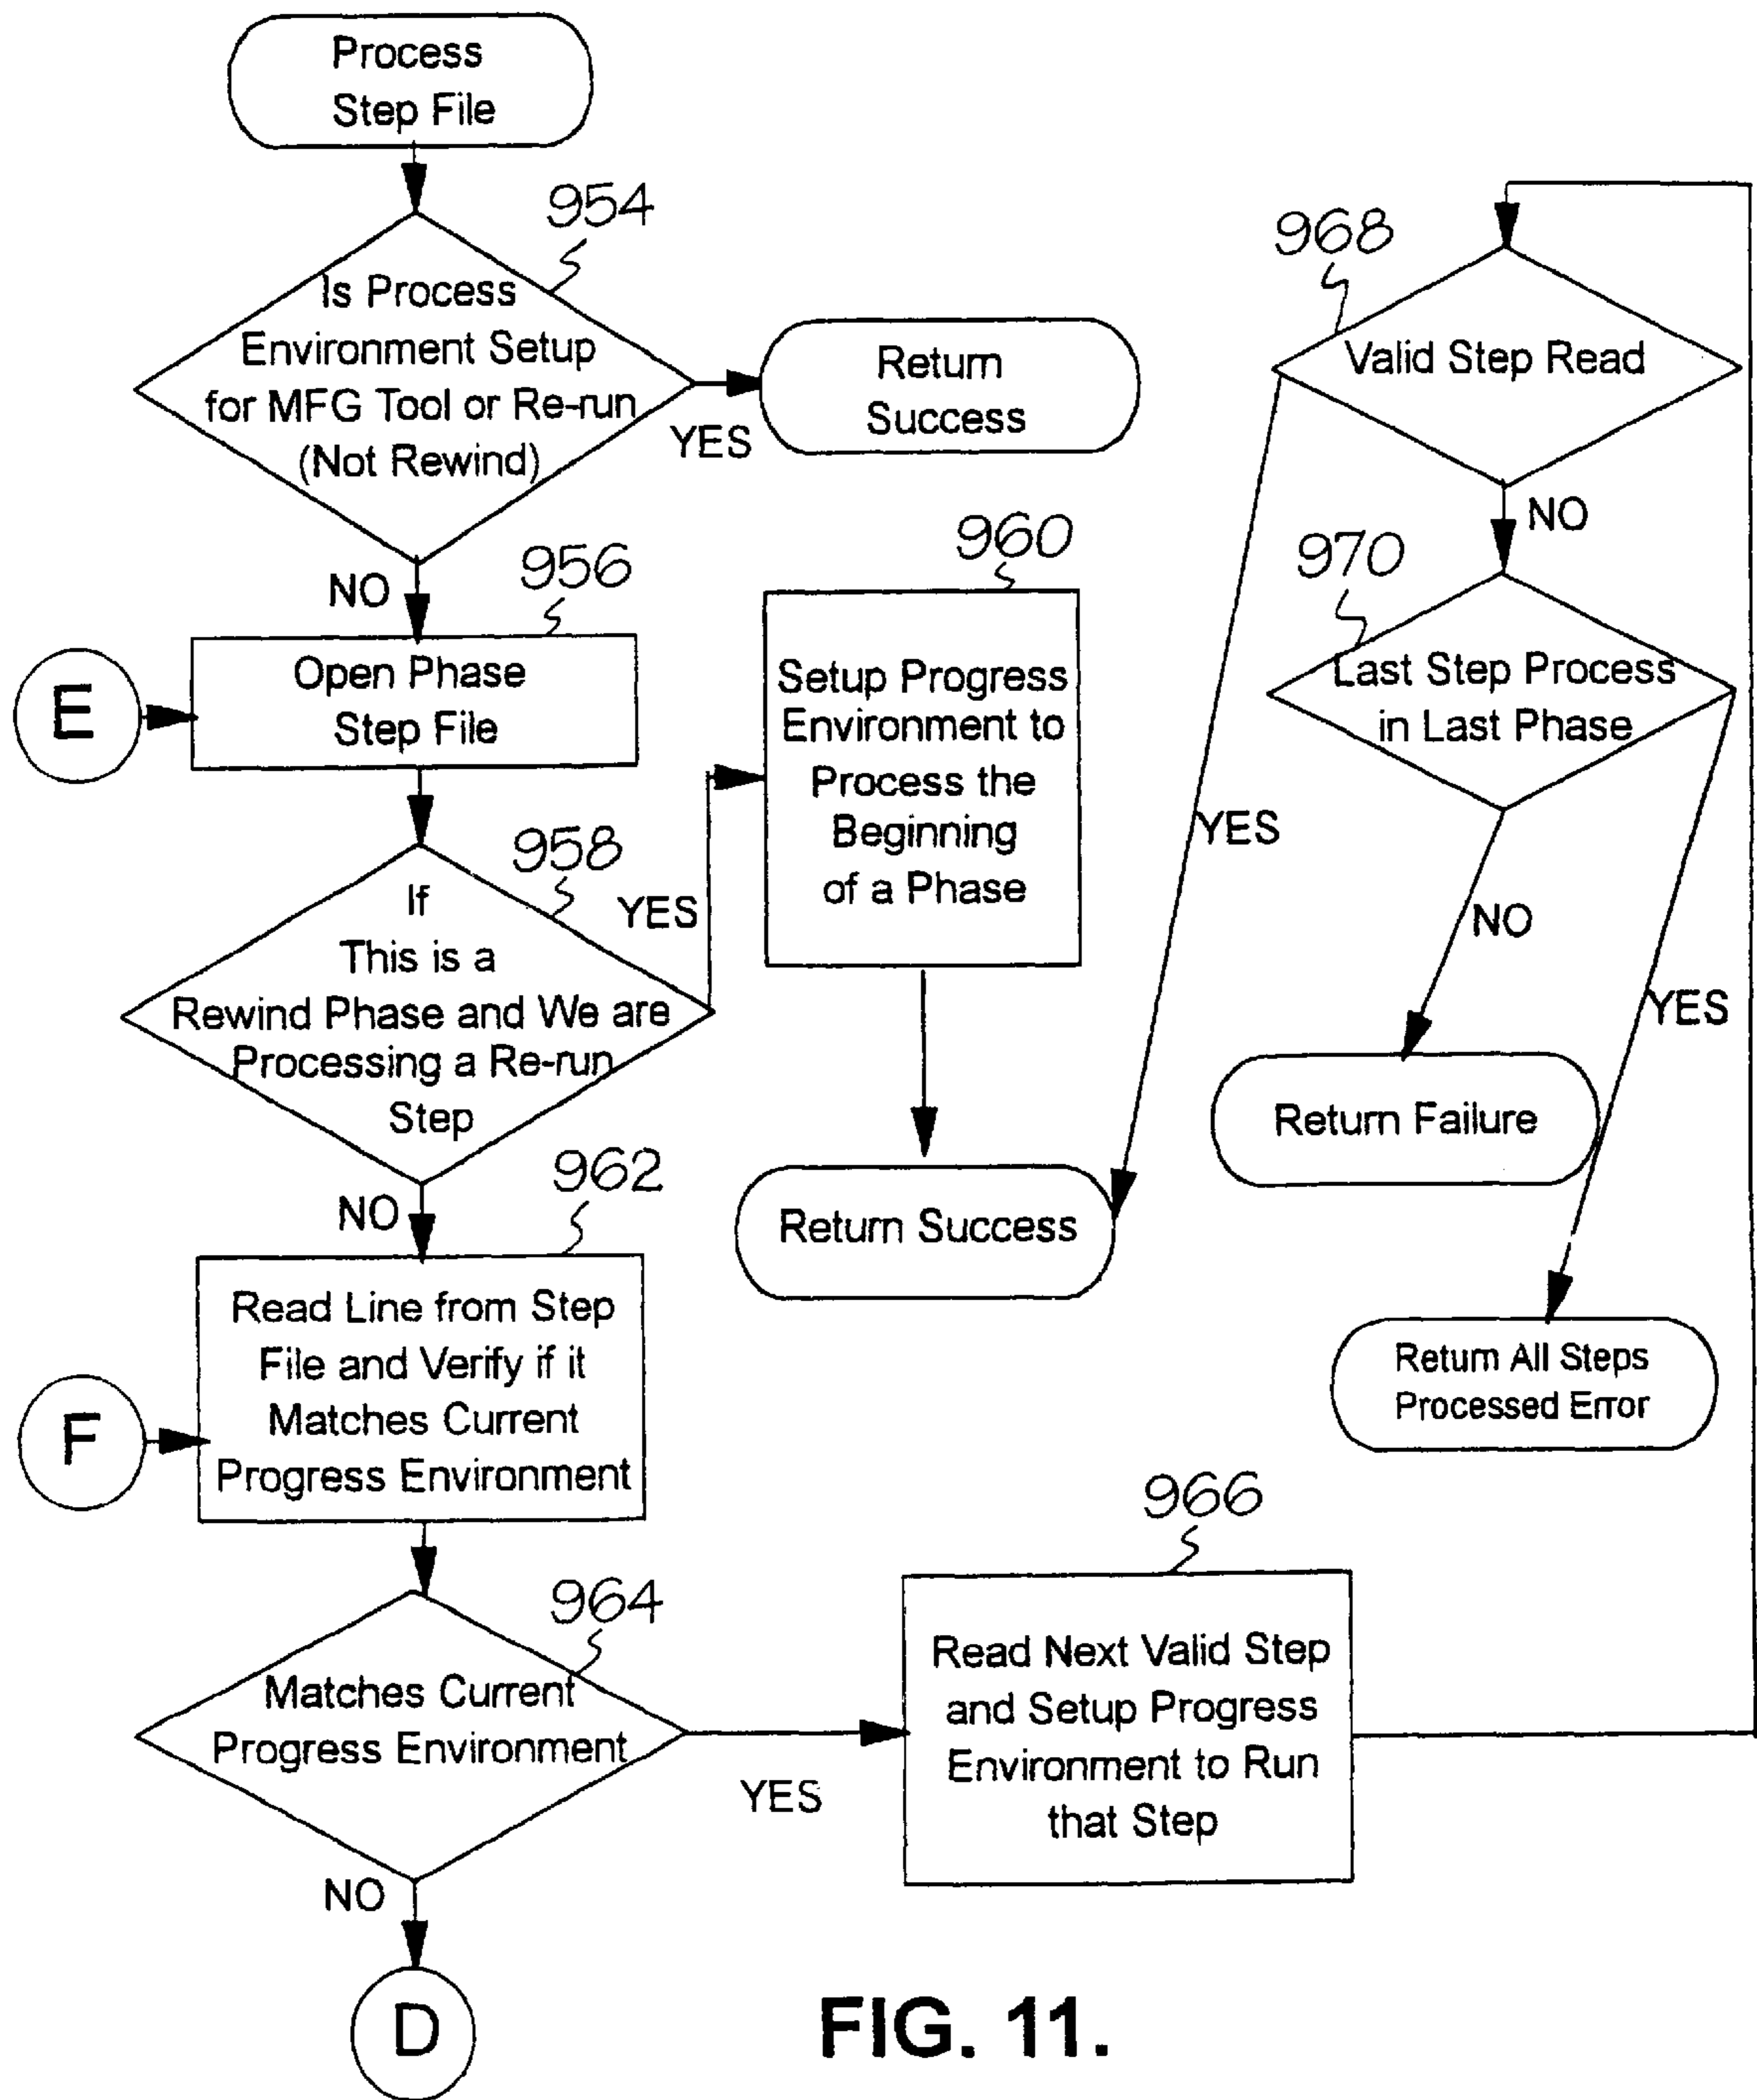 Process
Step File
954
Is Process
Environment Setup
for MFG Tool or Re-run
(Not Rewind)
YES
Return
Success
NO
956
E
Open Phase
Step File
958
If
This is a
Rewind Phase and We are
Processing a Re-run
Step
YES
960
Setup Progress
Environment to
Process the
Beginning
of a Phase
Return Success
NO
962
F
Read Line from Step
File and Verify if it
Matches Current
Progress Environment
964
Matches Current
Progress Environment
YES
966
Read Next Valid Step
and Setup Progress
Environment to Run
that Step
NO
D
968
Valid Step Read
YES
NO
970
Last Step Process
in Last Phase
NO
Return Failure
YES
Return All Steps
Processed Error
FIG. 11.